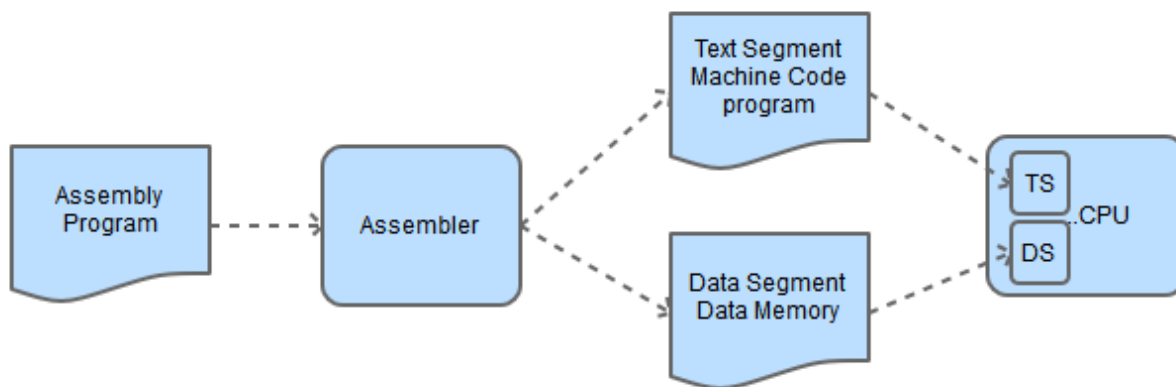 Assembly
Program
Assembler
Text Segment
Machine Code
program
Data Segment
Data Memory
TS
..CPU
DS